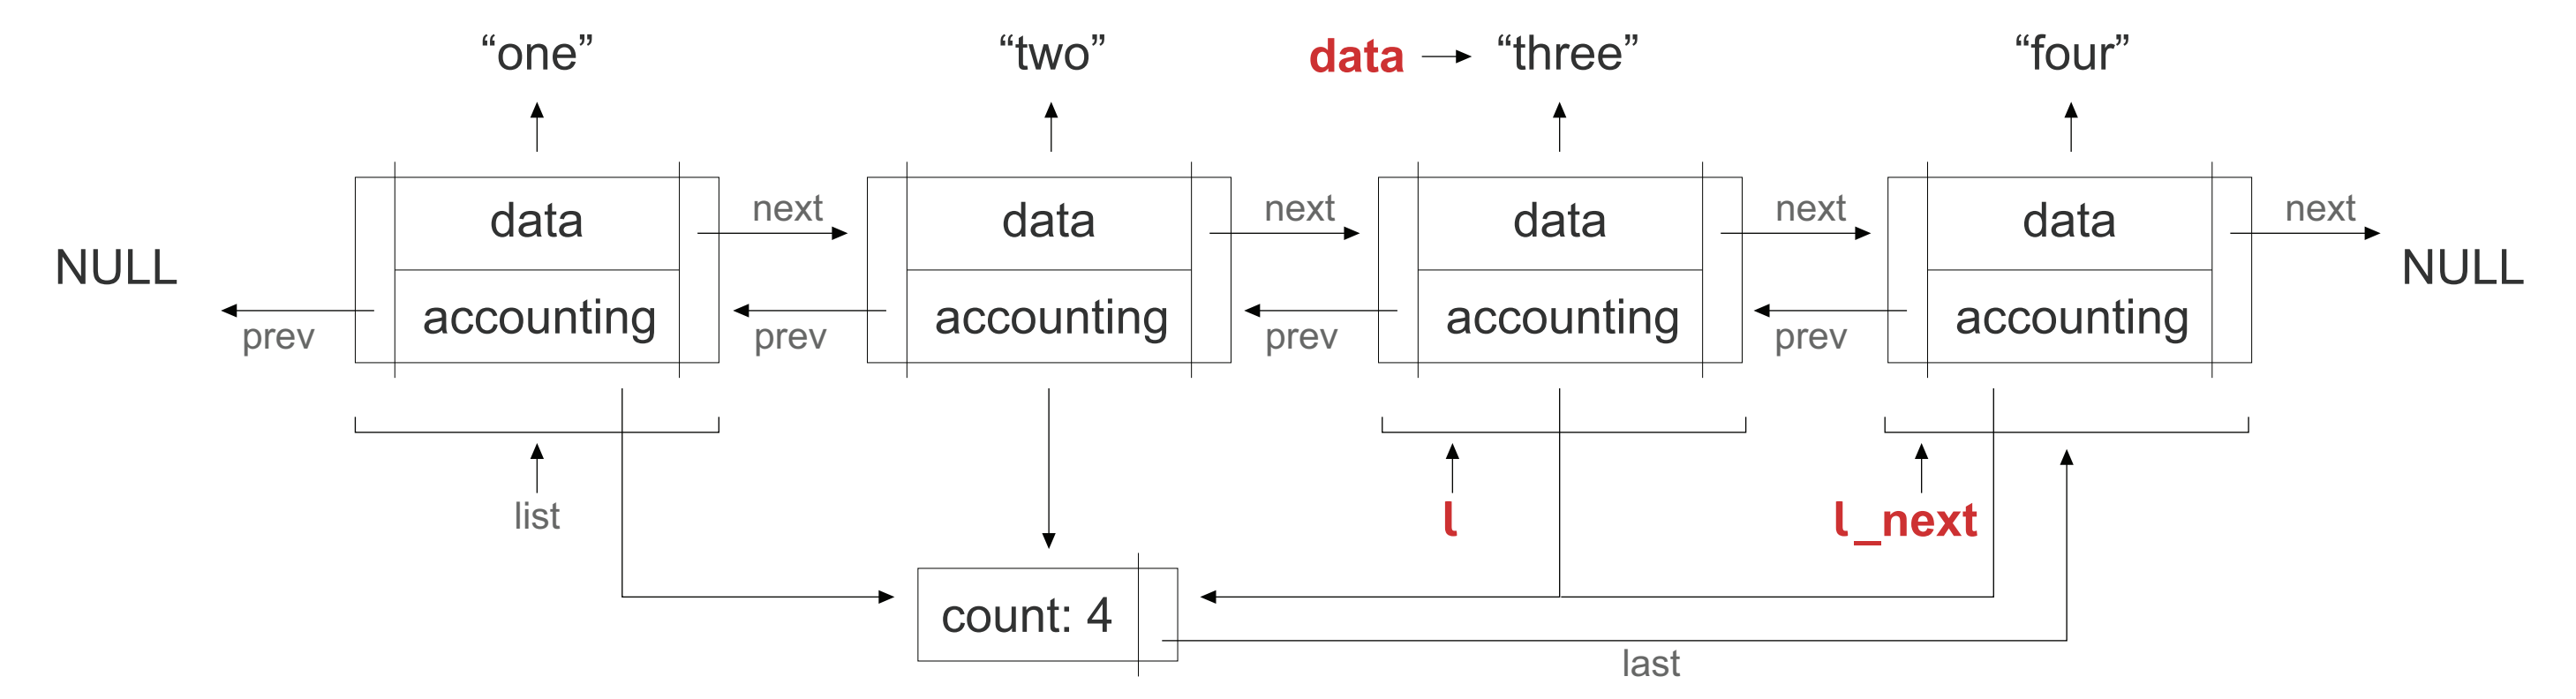 “one”
“two”
data
“three”
“four”
data
next
data
next
data
next
data
next
NULL
NULL
prev
accounting
prev
accounting
prev
accounting
prev
accounting
list
l
l_next
count: 4
last